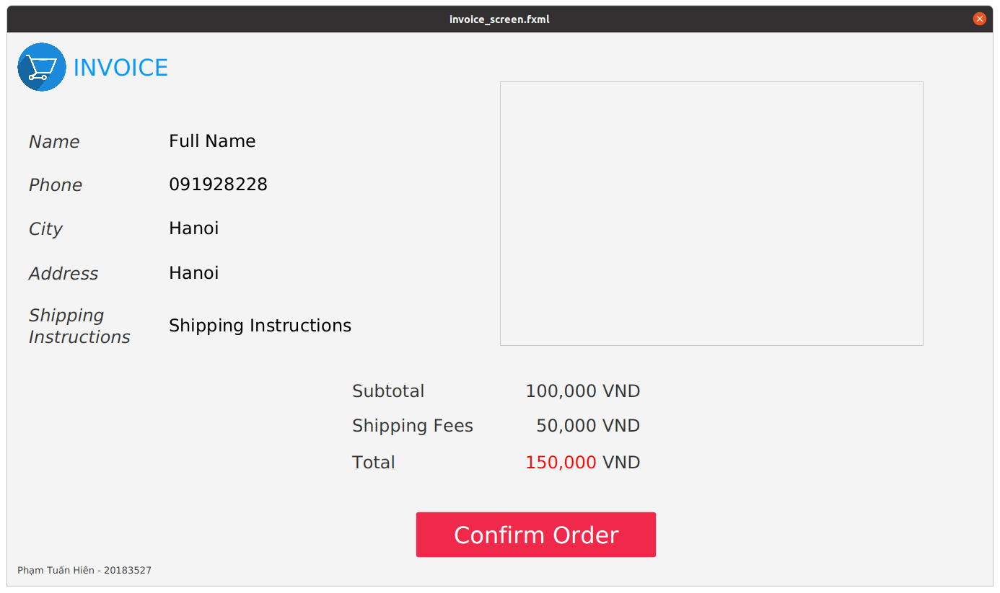 invoice_screen.fxml
INVOICE
Name Full Name
Phone 091928228
City Hanoi
Address Hanoi
Shipping
Instructions
Shipping Instructions
Subtotal 100,000 VND
Shipping Fees 50,000 VND
Total 150,000 VND
Confirm Order
Phạm Tuấn Hiên - 20183527